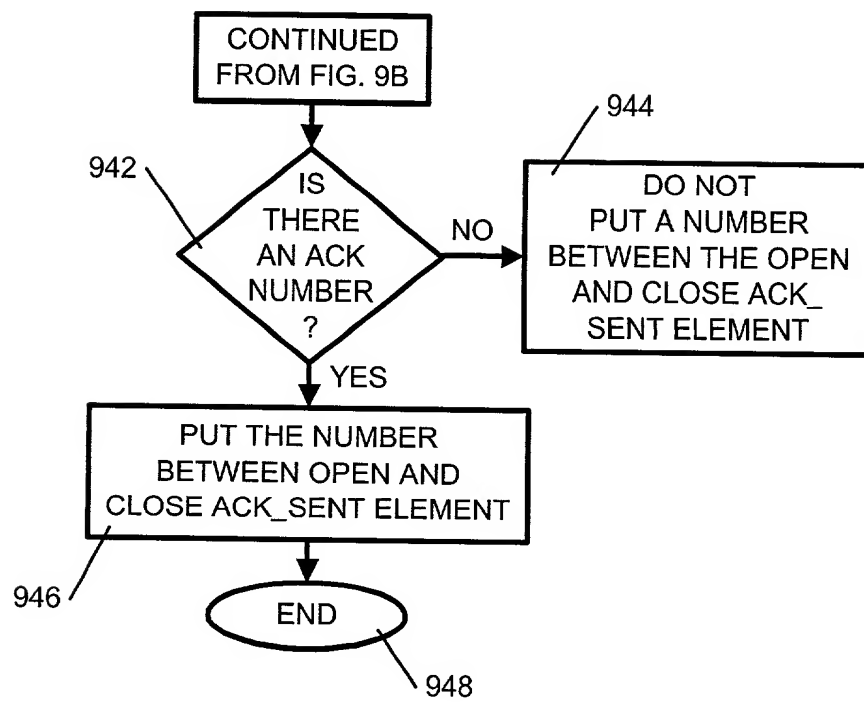 CONTINUED
FROM FIG. 9B
944
942
IS
THERE
AN ACK
NUMBER
?
NO
DO NOT
PUT A NUMBER
BETWEEN THE OPEN
AND CLOSE ACK_
SENT ELEMENT
YES
PUT THE NUMBER
BETWEEN OPEN AND
CLOSE ACK_SENT ELEMENT
946
END
948